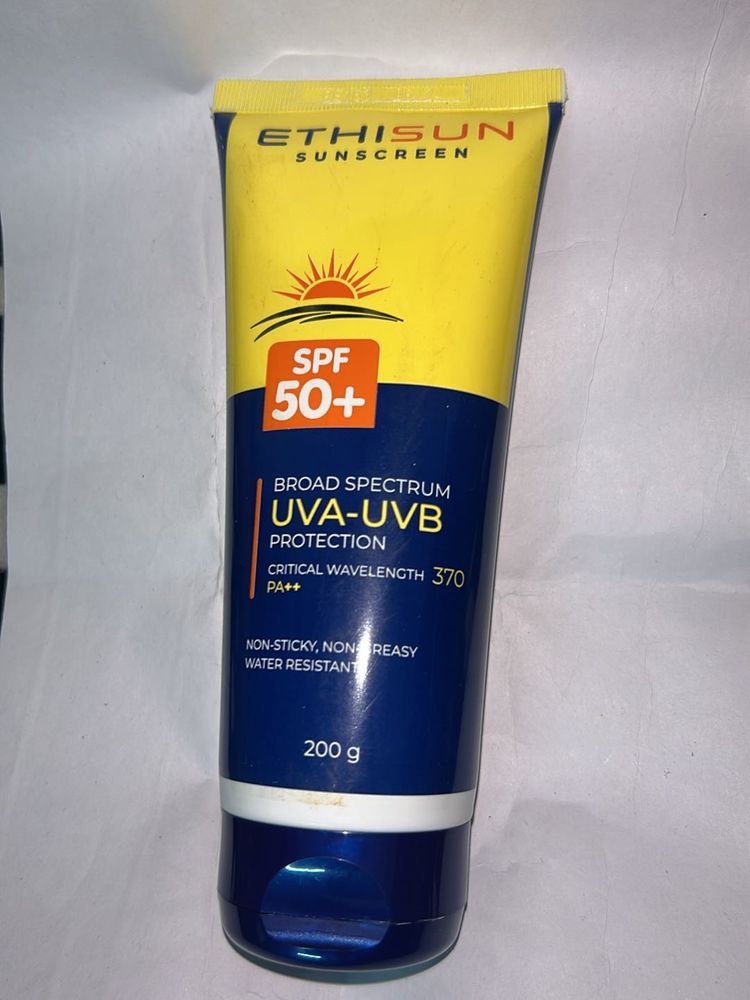 ETHISUN
SUNSCREEN
SPF
50+
BROAD SPECTRUM
UVA-UVB
PROTECTION
CRITICAL WAVELENGTH 370
PA++
NON-STICKY, NON-GREASY
WATER RESISTANT
200 g